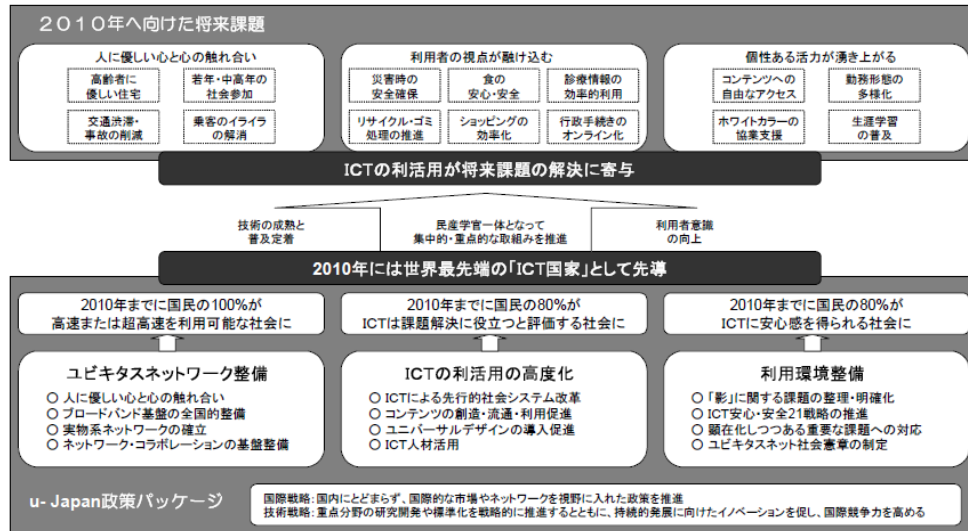 2010年へ向けた将来課題
人に優しい心と心の触れ合い
高齢者に
優しい住宅
若年・中高年の
社会参加
交通渋滞・
事故の削減
乗客のイライラ
の解消
利用者の視点が融け込む
災害時の
安全確保
食の
安心・安全
診療情報の
効率的利用
リサイクル・ゴミ
処理の推進
ショッピングの
効率化
行政手続きの
オンライン化
個性ある活力が湧き上がる
コンテンツへの
自由なアクセス
勤務形態の
多様化
ホワイトカラーの
協業支援
生涯学習
の普及
ICTの利活用が将来課題の解決に寄与
技術の成熟と
普及定着
民産学官一体となって
集中的・重点的な取組みを推進
利用者意識
の向上
2010年には世界最先端の「ICT国家」として先導
2010年までに国民の100%が
高速または超高速を利用可能な社会に
2010年までに国民の80%が
ICTは課題解決に役立つと評価する社会に
2010年までに国民の80%が
ICTに安心感を得られる社会に
ユビキタスネットワーク整備
○ 人に優しい心と心の触れ合い
○ ブロードバンド基盤の全国的整備
○ 実物系ネットワークの確立
○ ネットワーク・コラボレーションの基盤整備
ICTの利活用の高度化
○ ICTによる先行的社会システム改革
○ コンテンツの創造・流通・利用促進
○ ユニバーサルデザインの導入促進
○ ICT人材活用
利用環境整備
○ 「影」に関する課題の整理・明確化
○ ICT安心・安全21戦略の推進
○ 顕在化しつつある重要な課題への対応
○ ユビキタスネット社会憲章の制定
u- Japan政策パッケージ
国際戦略：国内にとどまらず、国際的な市場やネットワークを視野に入れた政策を推進
技術戦略：重点分野の研究開発や標準化を戦略的に推進するとともに、持続的発展に向けたイノベーションを促し、国際競争力を高める